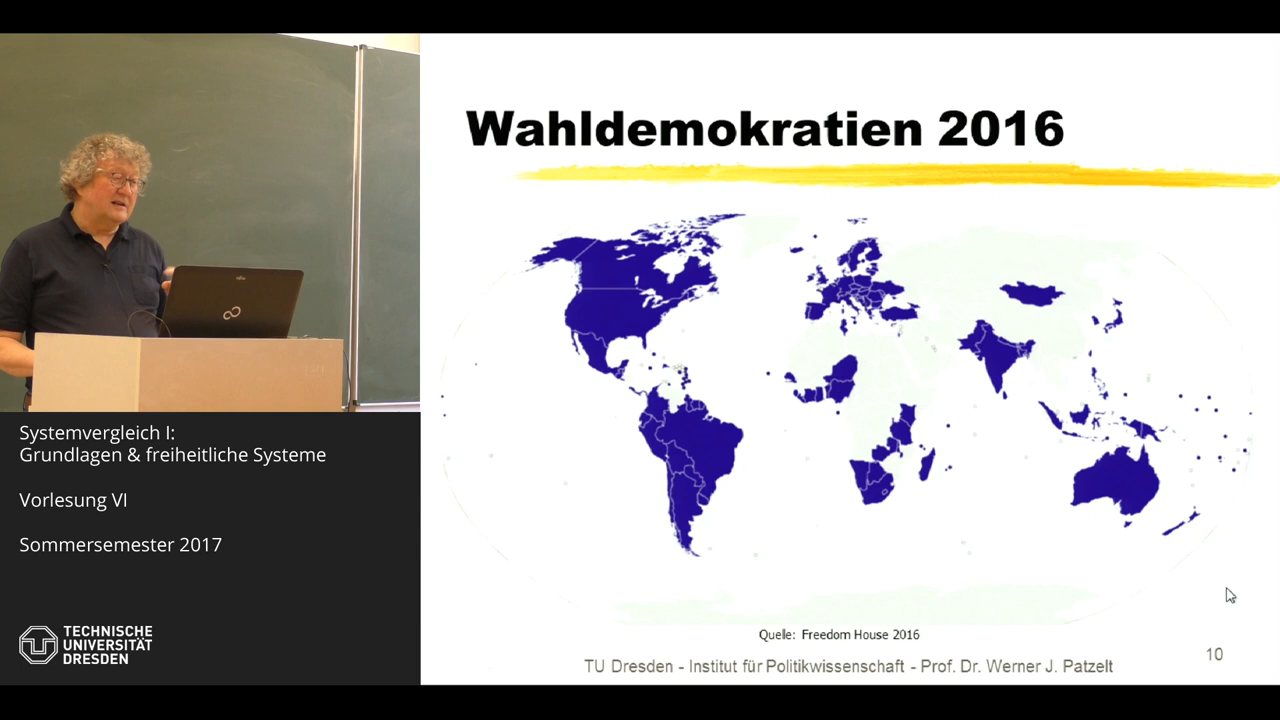 Wahldemokratien 2016
Quelle: Freedom House 2016
TU Dresden - Institut für Politikwissenschaft - Prof. Dr. Werner J. Patzelt
10
Systemvergleich I:
Grundlagen & freiheitliche Systeme
Vorlesung VI
Sommersemester 2017
TECHNISCHE
UNIVERSITÄT
DRESDEN